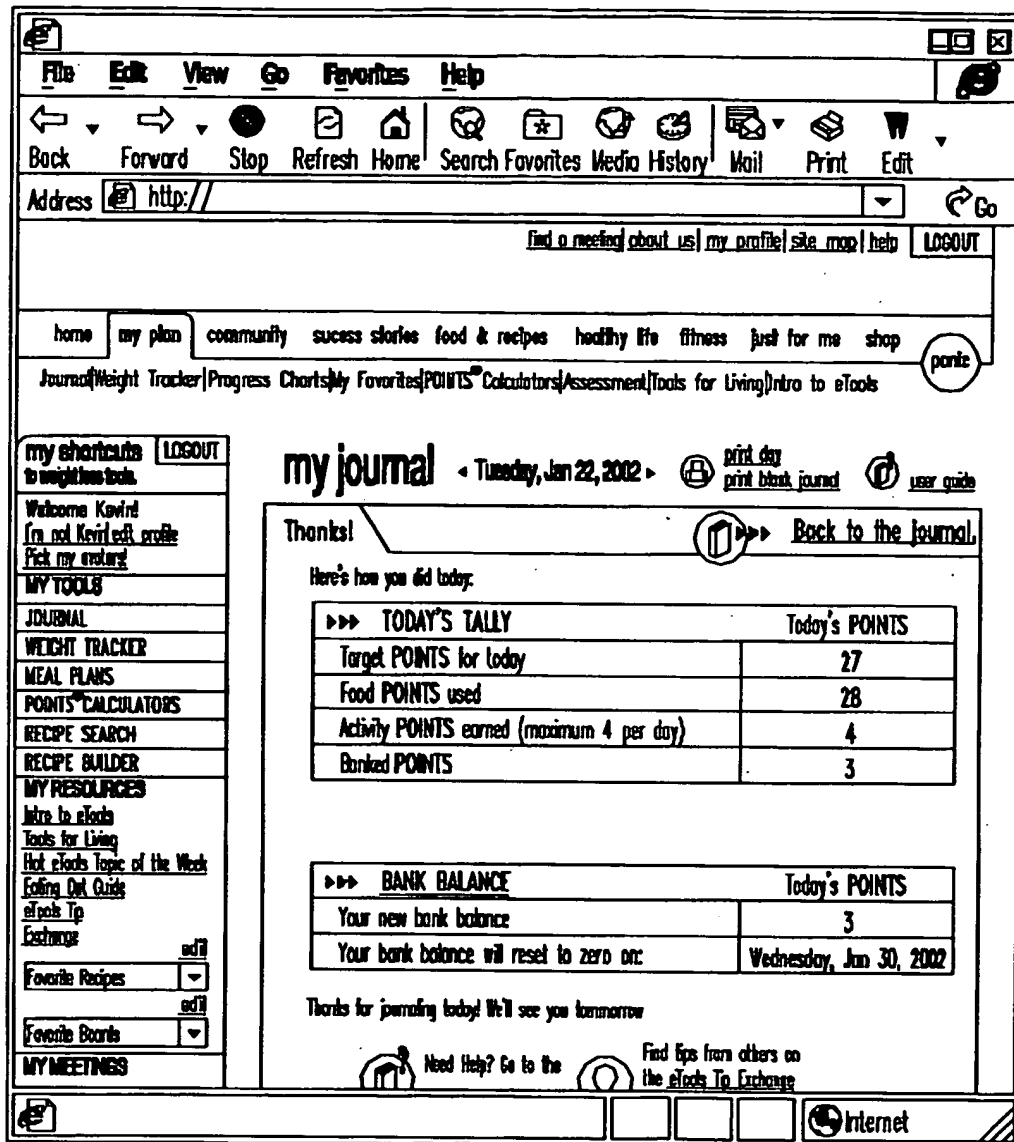 File Edit View Go Favorites Help
Back Forward Stop Refresh Home Search Favorites Media History Mail Print Edit
Address http:// Go
find a meeting| about us| my profile| site map| help LOGOUT
home my plan community sucess stories food & recipes healthy life fitness just for me shop
Journal|Weight Tracker|Progress Charts|My Favorites|POINTS Calculators|Assessment|Tools for Living|Intro to eTools
my shortcuts LOGOUT
to weight loss tools.
Welcome Kevin!
I'm not Kevin! edit profile
Pick my avatar!
MY TOOLS
JOURNAL
WEIGHT TRACKER
MEAL PLANS
POINTS CALCULATORS
RECIPE SEARCH
RECIPE BUILDER
MY RESOURCES
Intro to eTools
Tools for Living
Hot eTools Topic of the Week
Eating Out Guide
eTools Tip
Exchange
edit
Favorite Recipes
edit
Favorite Boards
MY MEETINGS
my journal Tuesday, Jan 22, 2002 print day
print blank journal user guide
Thanks! Back to the journal.
Here's how you did today:
TODAY'S TALLY Today's POINTS
Target POINTS for today 27
Food POINTS used 28
Activity POINTS earned (maximum 4 per day) 4
Banked POINTS 3
BANK BALANCE Today's POINTS
Your new bank balance 3
Your bank balance will reset to zero on: Wednesday, Jan 30, 2002
Thanks for journaling today! We'll see you tommorrow
Need Help? Go to the Find tips from others on
the eTools Tip Exchange
Internet